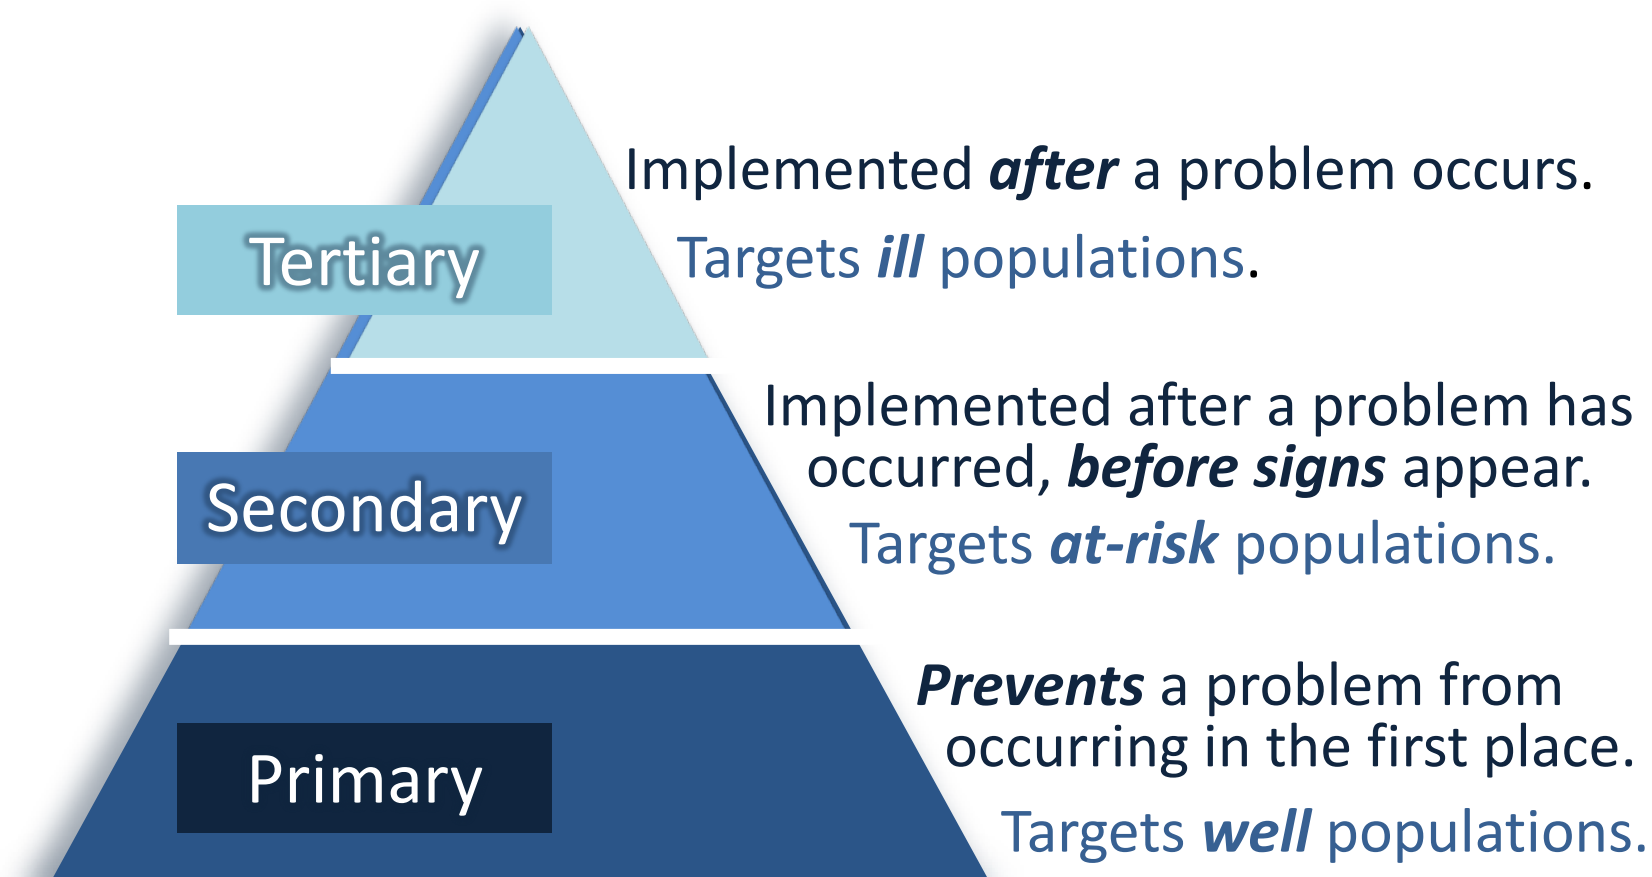 Tertiary
Implemented after a problem occurs.
Targets ill populations.
Secondary
Implemented after a problem has
occurred, before signs appear.
Targets at-risk populations.
Primary
Prevents a problem from
occurring in the first place.
Targets well populations.